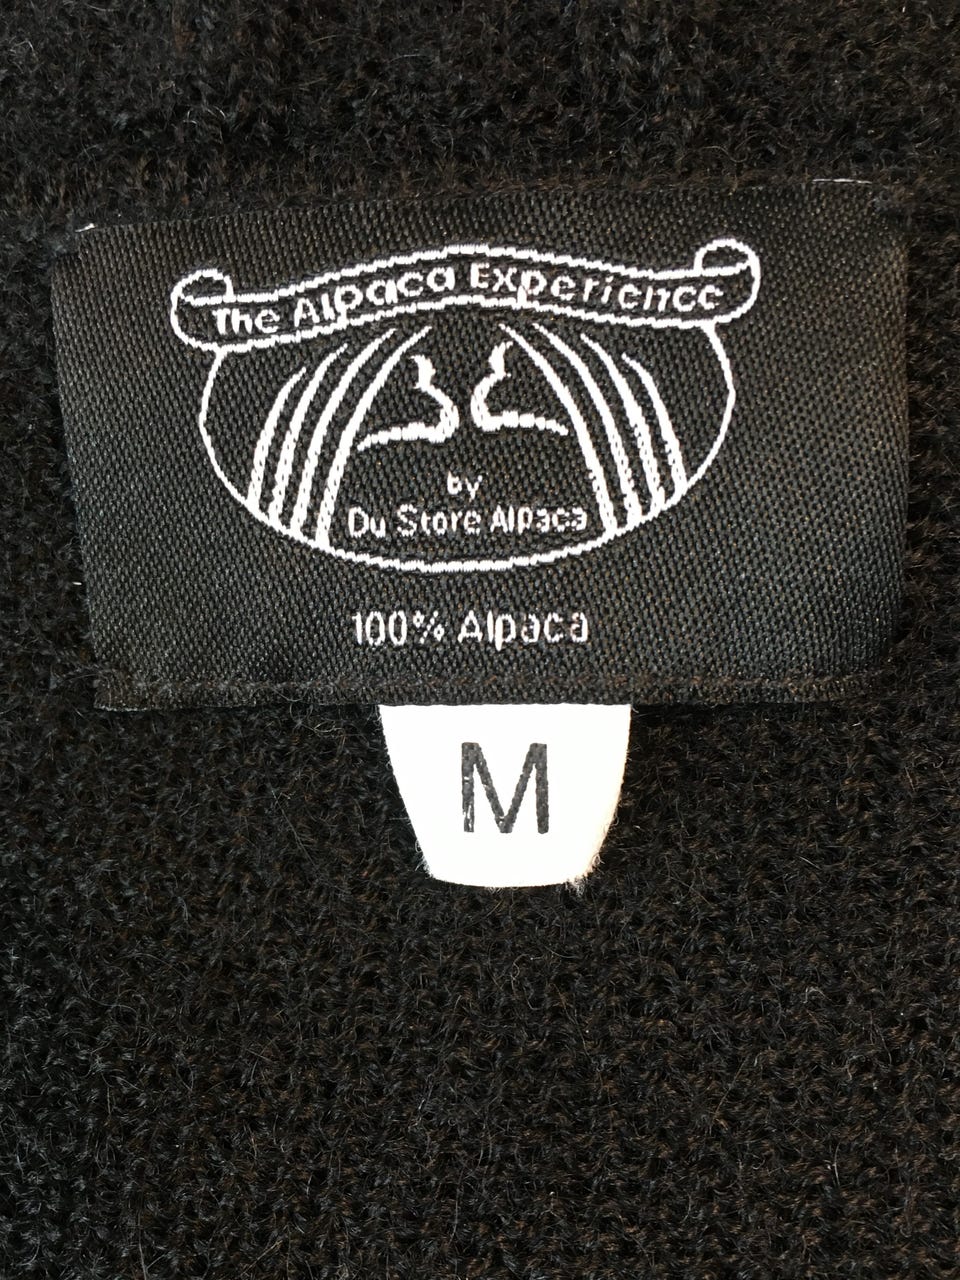 The Alpaca Experience
by
Du Store Alpaca
100% Alpaca
M